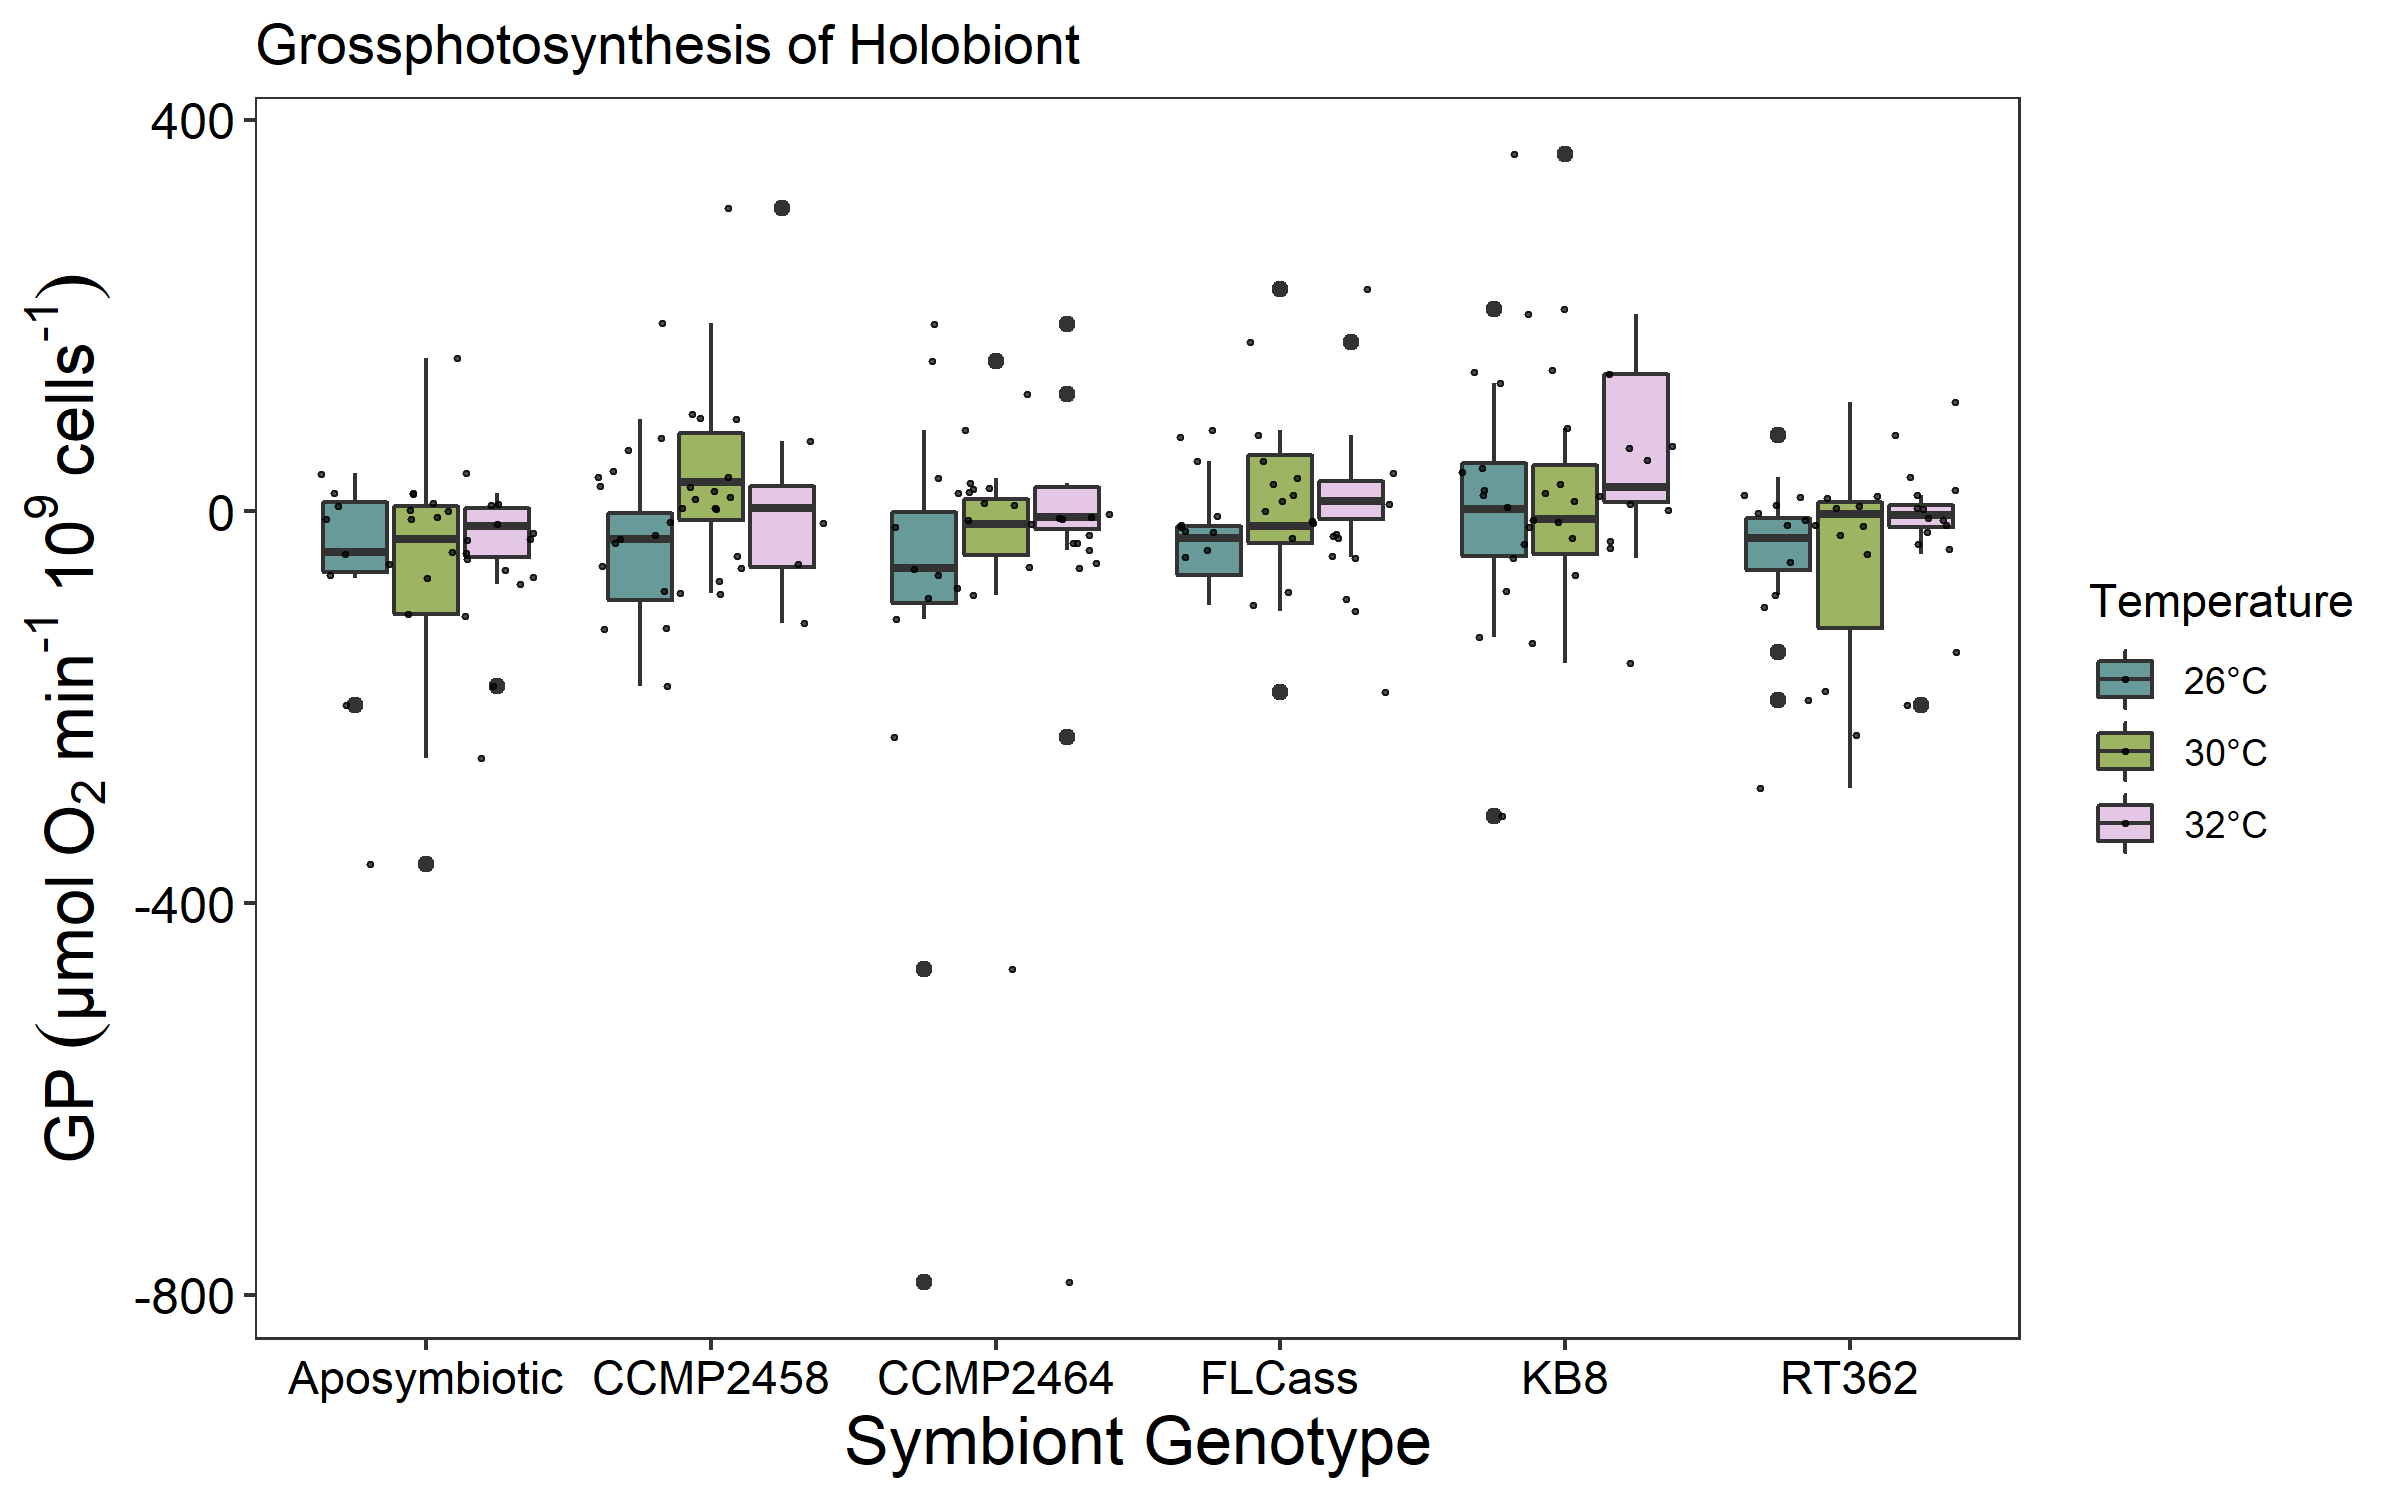 Grossphotosynthesis of Holobiont
GP (μmol O₂ min⁻¹ 10⁹ cells⁻¹)
400
0
-400
-800
Aposymbiotic CCMP2458 CCMP2464 FLCass KB8 RT362
Symbiont Genotype
Temperature
26°C
30°C
32°C